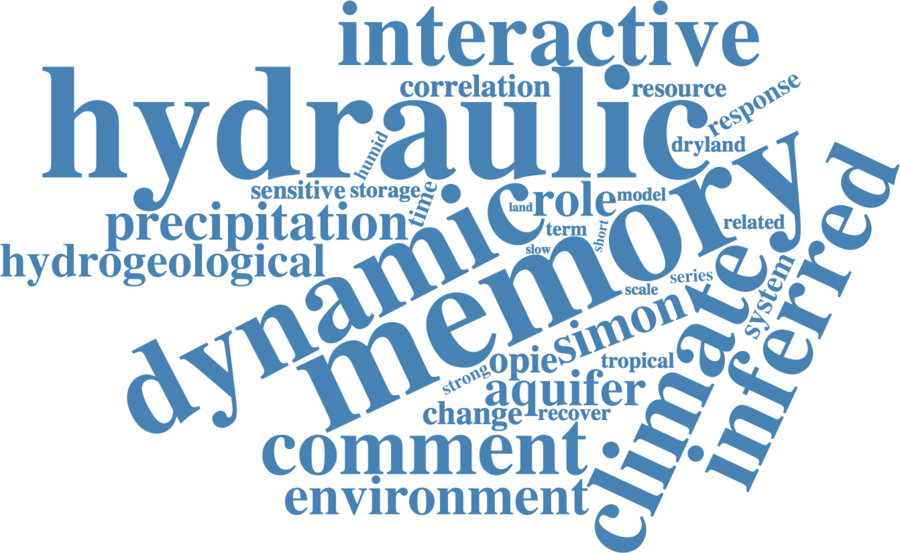 interactive
correlation
resource
response
hydraulic
dryland
humid
sensitive
storage
time
land
role
model
precipitation
term
short
related
slow
hydrogeological
dynamic
memory
series
scale
system
simon
inferred
climate
opie
tropical
strong
aquifer
change
recover
comment
environment